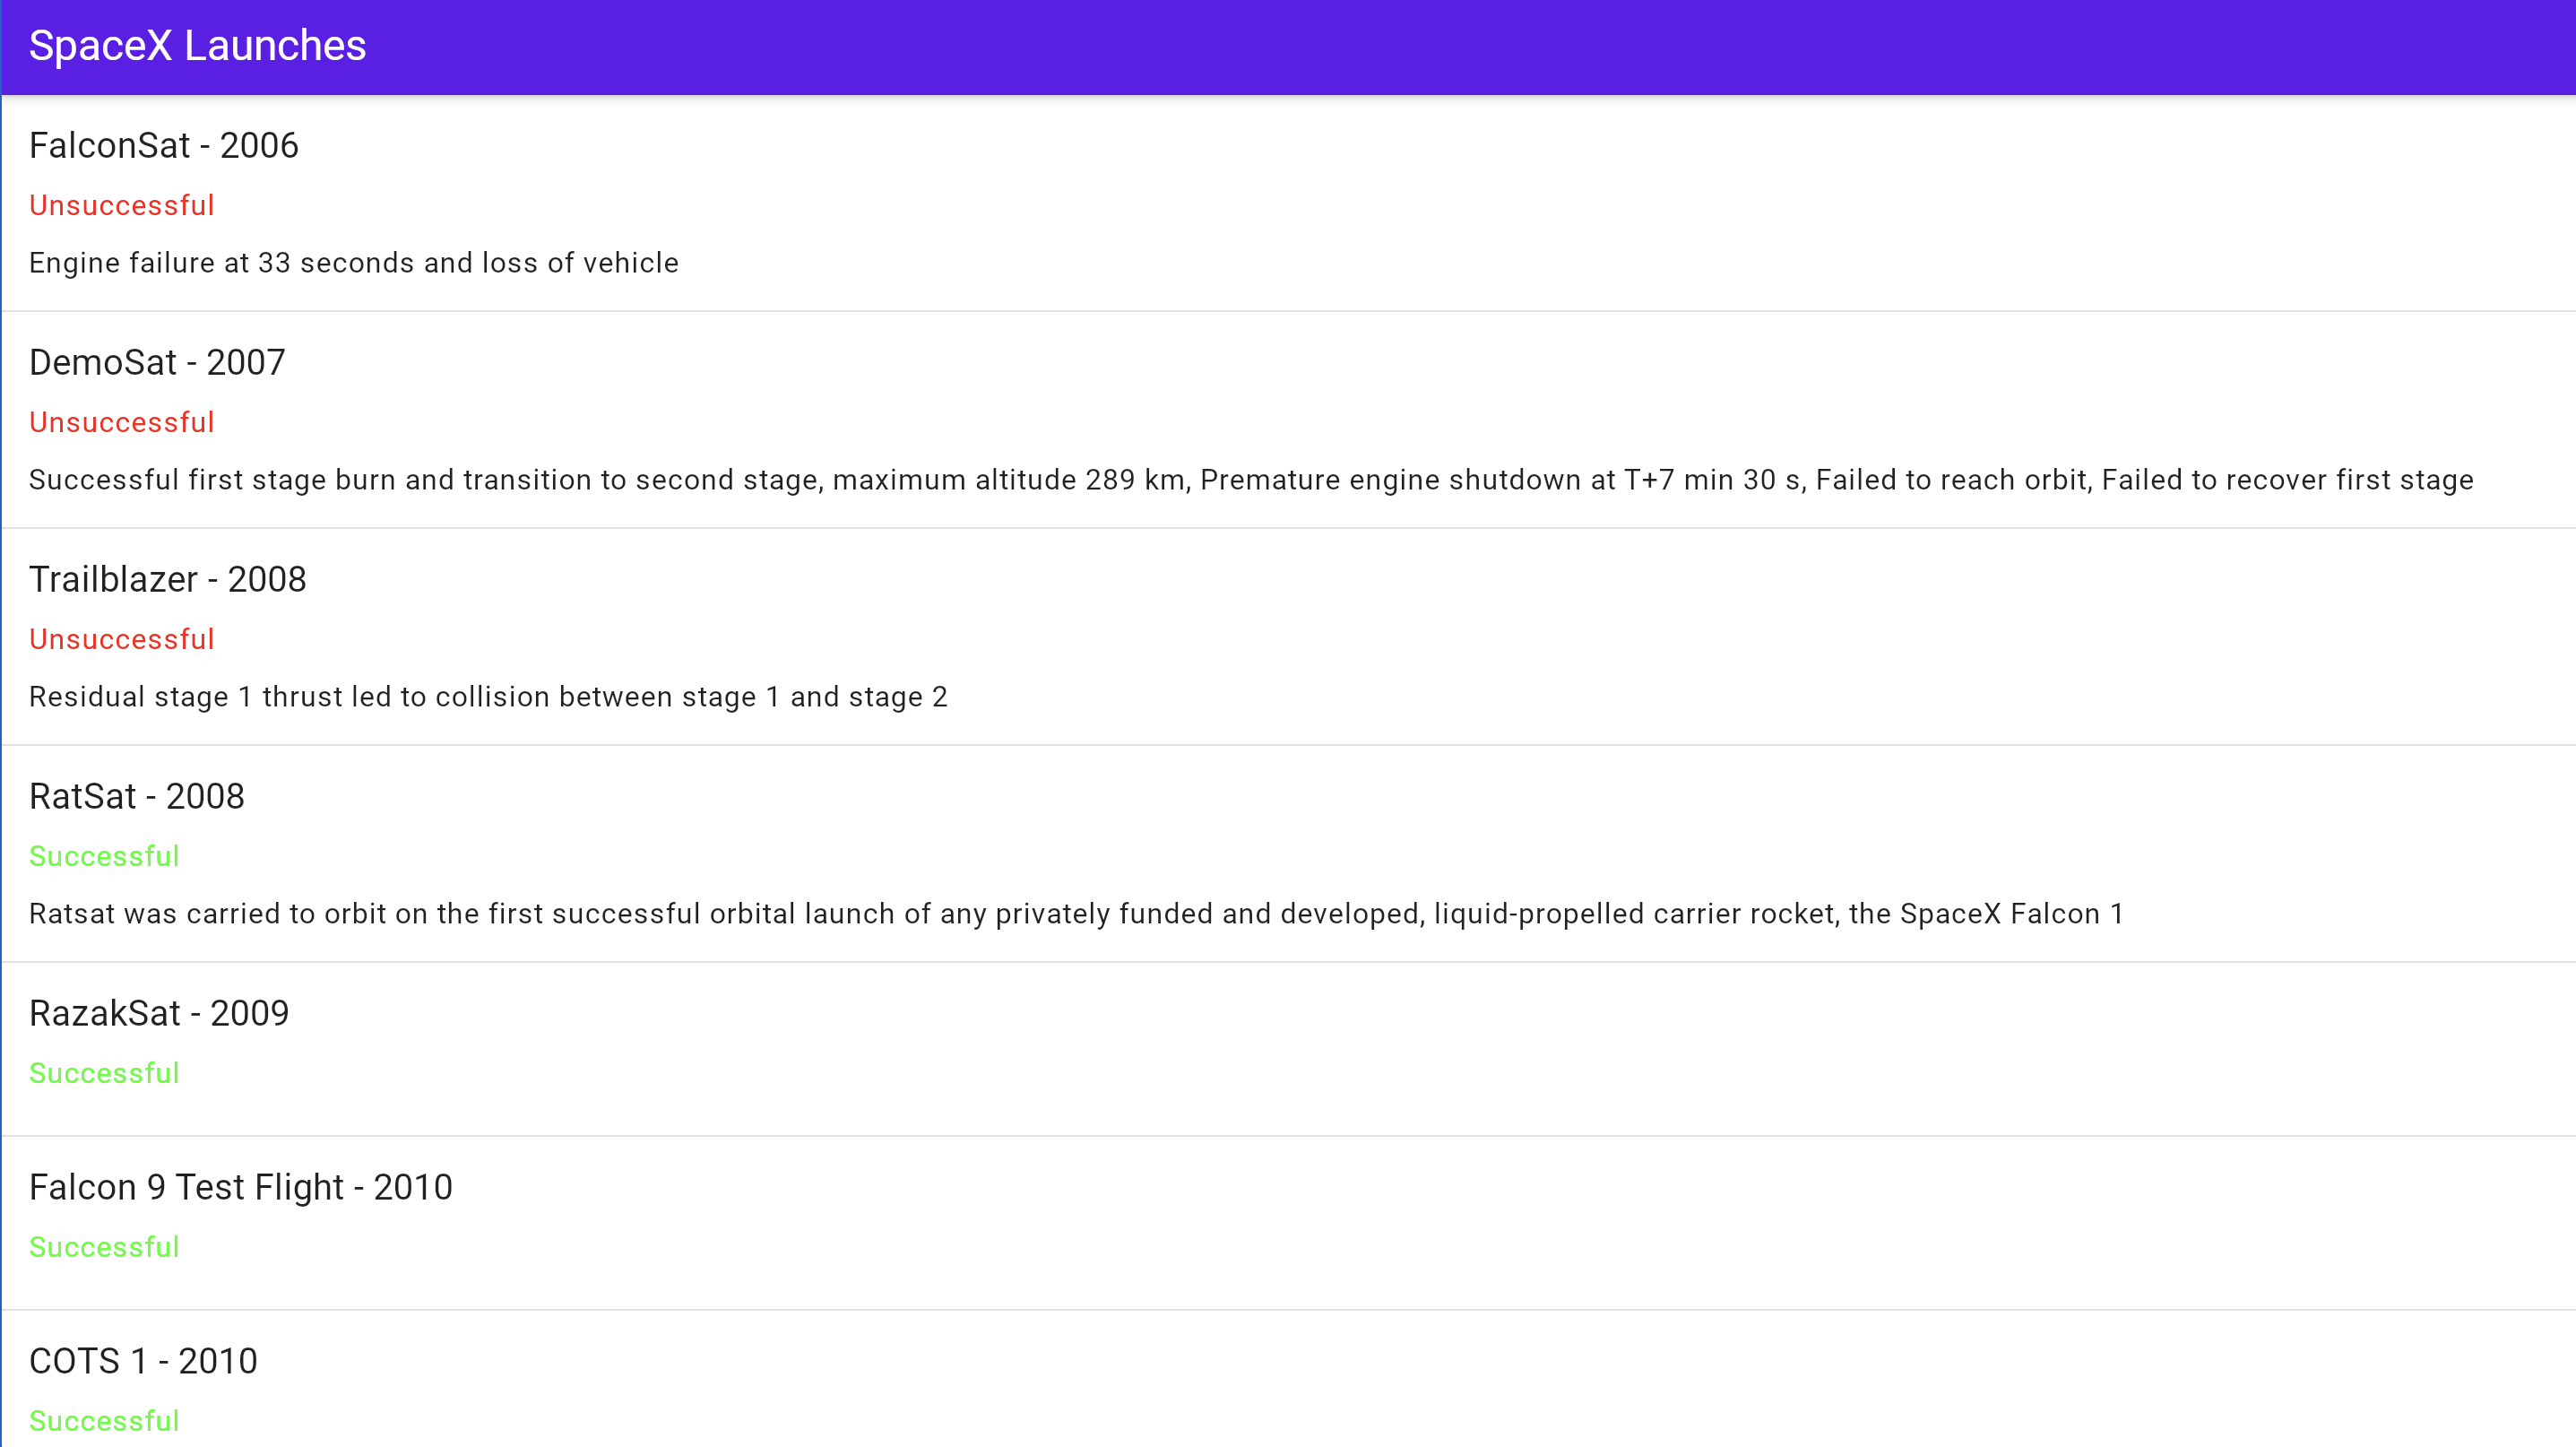 SpaceX Launches
FalconSat - 2006
Unsuccessful
Engine failure at 33 seconds and loss of vehicle
DemoSat - 2007
Unsuccessful
Successful first stage burn and transition to second stage, maximum altitude 289 km, Premature engine shutdown at T+7 min 30 s, Failed to reach orbit, Failed to recover first stage
Trailblazer - 2008
Unsuccessful
Residual stage 1 thrust led to collision between stage 1 and stage 2
RatSat - 2008
Successful
Ratsat was carried to orbit on the first successful orbital launch of any privately funded and developed, liquid-propelled carrier rocket, the SpaceX Falcon 1
RazakSat - 2009
Successful
Falcon 9 Test Flight - 2010
Successful
COTS 1 - 2010
Successful